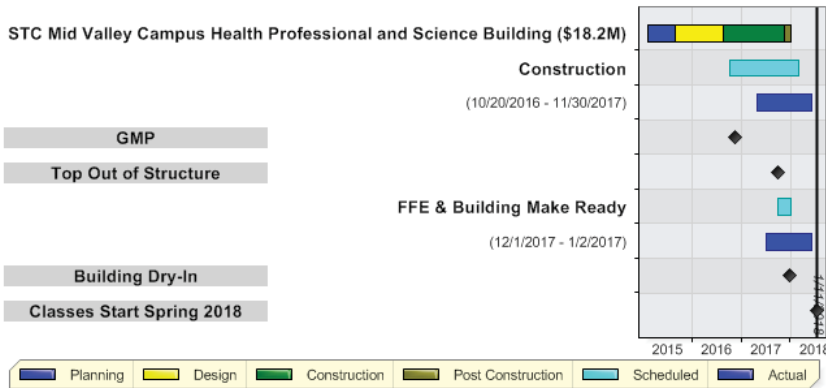 STC Mid Valley Campus Health Professional and Science Building ($18.2M)
Construction
(10/20/2016 - 11/30/2017)
GMP
Top Out of Structure
FFE & Building Make Ready
(12/1/2017 - 1/2/2017)
Building Dry-In
Classes Start Spring 2018
2015 2016 2017 2018
Planning Design Construction Post Construction Scheduled Actual